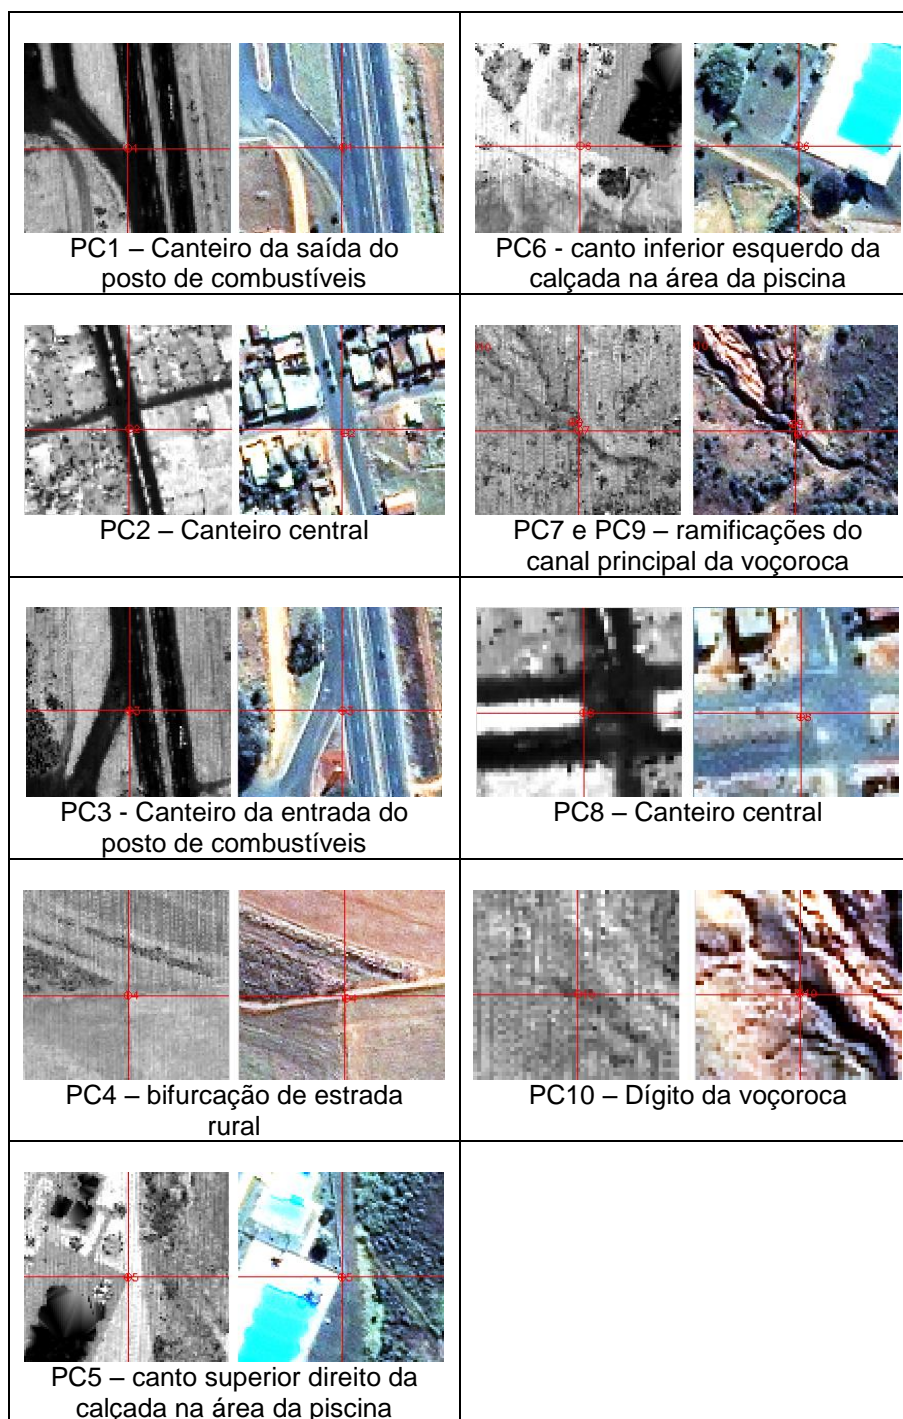 PC1 – Canteiro da saída do
posto de combustíveis
PC6 - canto inferior esquerdo da
calçada na área da piscina
PC2 – Canteiro central
PC7 e PC9 – ramificações do
canal principal da voçoroca
PC3 - Canteiro da entrada do
posto de combustíveis
PC8 – Canteiro central
PC4 – bifurcação de estrada
rural
PC10 – Dígito da voçoroca
PC5 – canto superior direito da
calçada na área da piscina